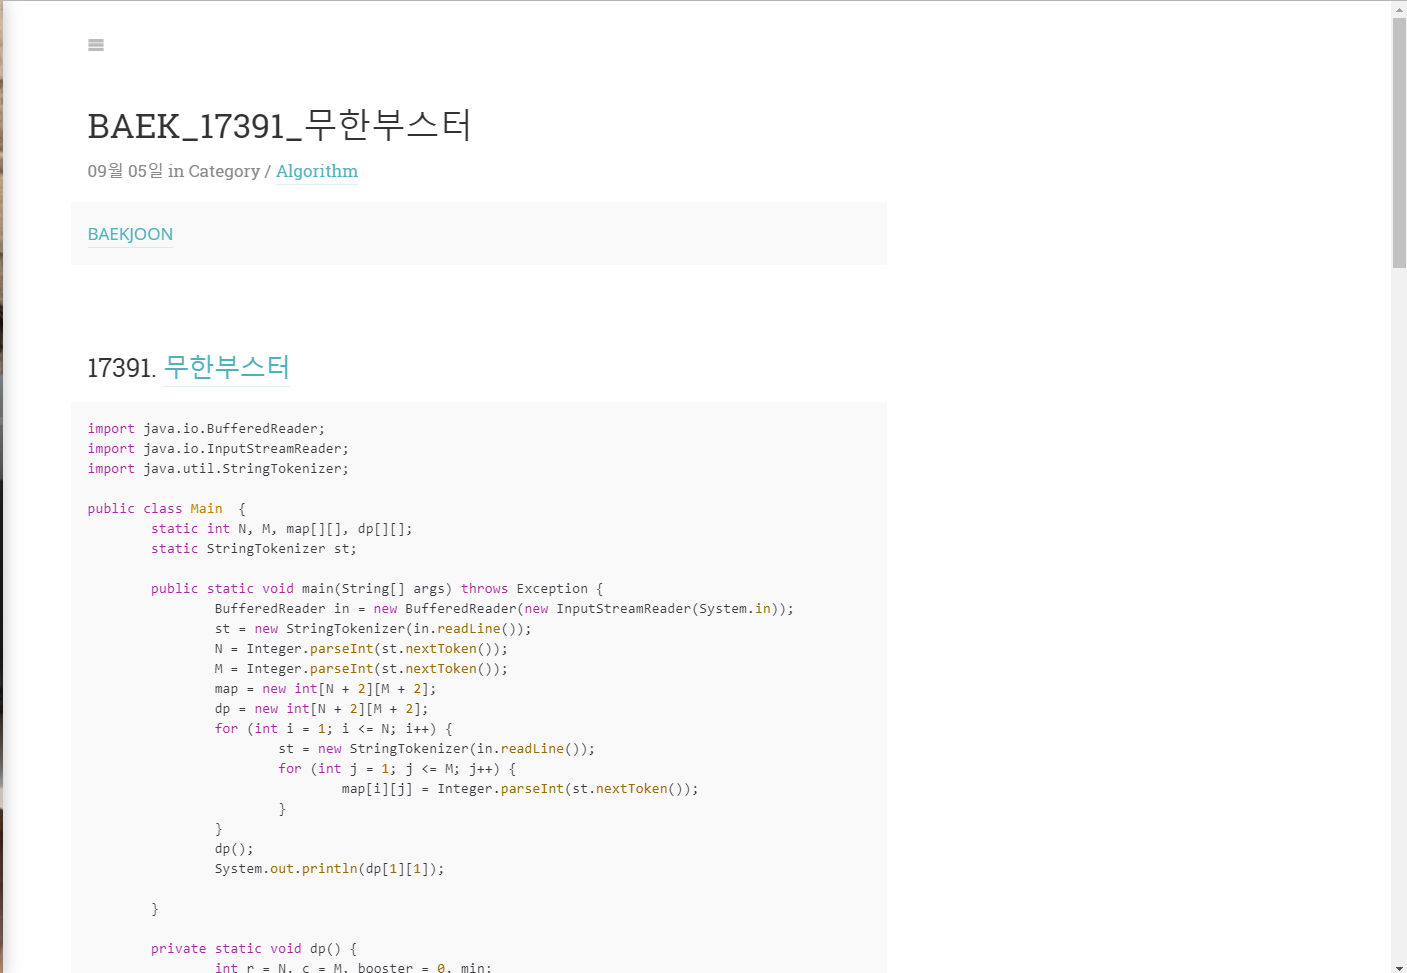 BAEK_17391_무한부스터
09월 05일 in Category / Algorithm
BAEKJOON
17391. 무한부스터
import java.io.BufferedReader;
import java.io.InputStreamReader;
import java.util.StringTokenizer;
public class Main  {
        static int N, M, map[][], dp[][];
        static StringTokenizer st;
        public static void main(String[] args) throws Exception {
                BufferedReader in = new BufferedReader(new InputStreamReader(System.in));
                st = new StringTokenizer(in.readLine());
                N = Integer.parseInt(st.nextToken());
                M = Integer.parseInt(st.nextToken());
                map = new int[N + 2][M + 2];
                dp = new int[N + 2][M + 2];
                for (int i = 1; i <= N; i++) {
                        st = new StringTokenizer(in.readLine());
                        for (int j = 1; j <= M; j++) {
                                map[i][j] = Integer.parseInt(st.nextToken());
                        }
                }
                dp();
                System.out.println(dp[1][1]);
        }
        private static void dp() {
                int r = N, c = M, booster = 0, min;